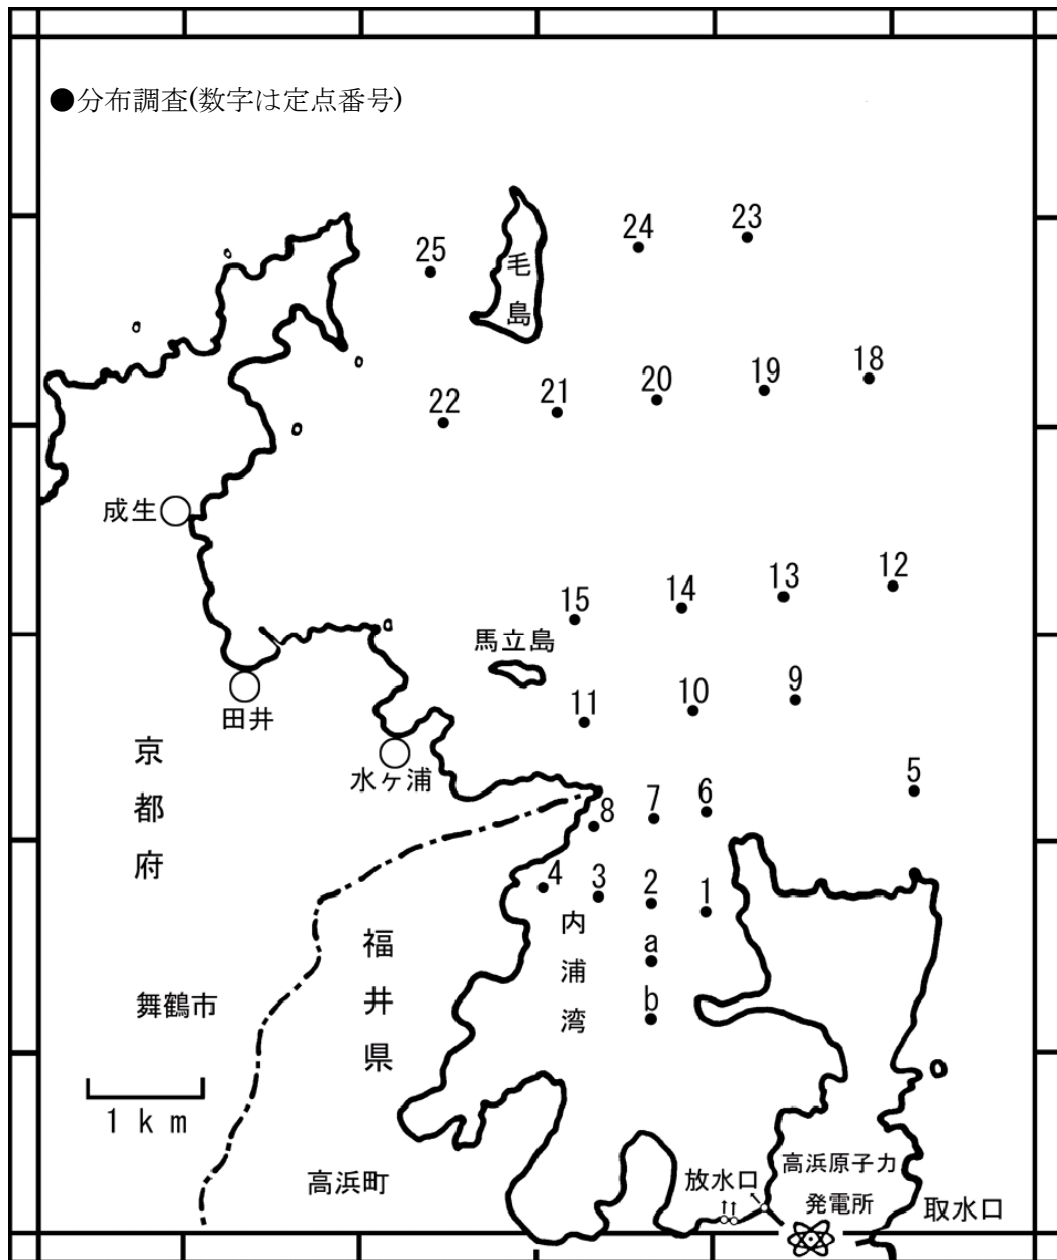 ●分布調査(数字は定点番号)
23
24
25
毛島
18
19
20
21
22
成生
12
13
14
15
馬立島
9
10
11
田井
水ヶ浦
京都府
5
6
7
8
4
3
2
1
内浦湾
a
b
福井県
舞鶴市
1km
高浜町
放水口
高浜原子力
発電所
取水口